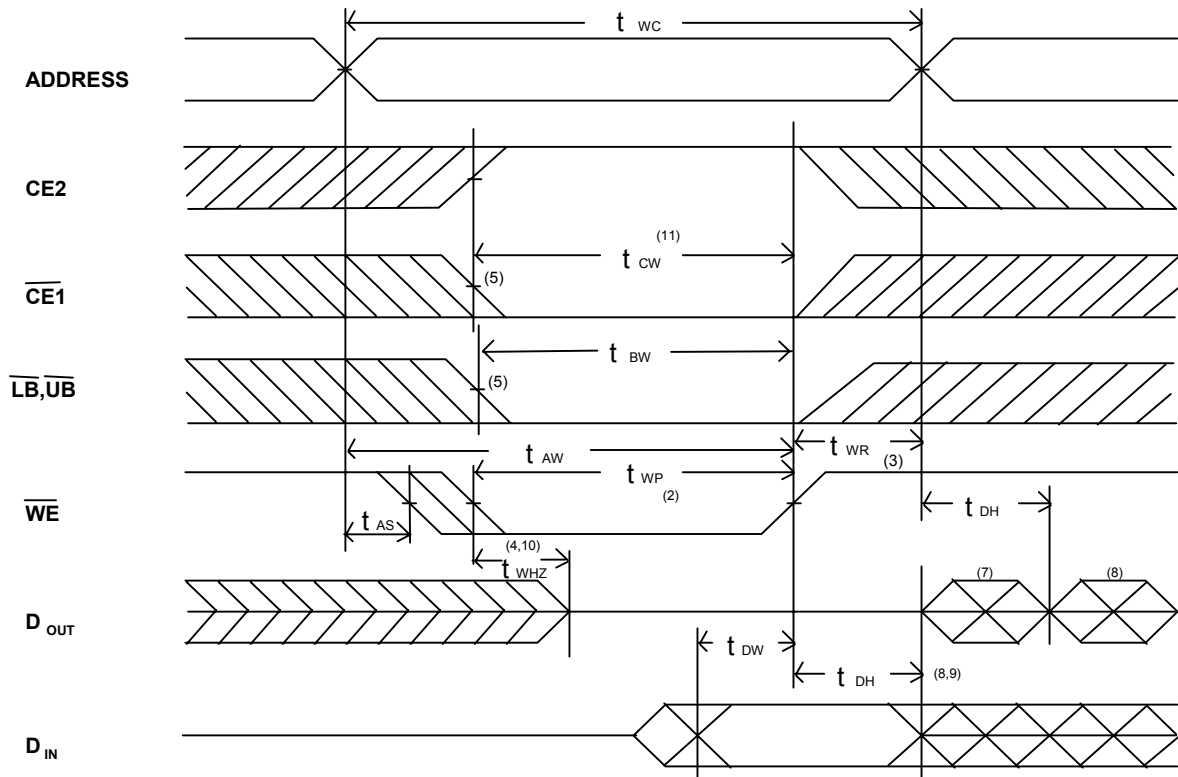 t WC
ADDRESS
CE2
(11)
t CW
CE1
(5)
t BW
LB,UB
(5)
t AW
t WR
t WP
(3)
(2)
WE
t AS
t DH
(4,10)
t WHZ
(7)
(8)
D OUT
t DW
t DH
(8,9)
D IN